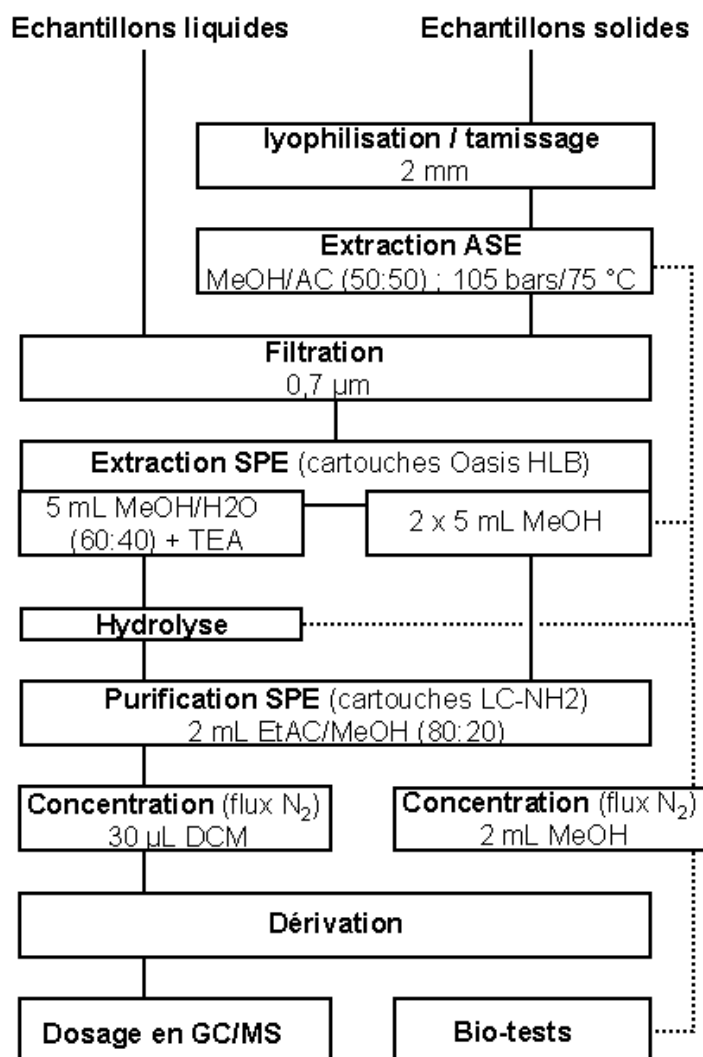 Echantillons liquides
Echantillons solides
lyophilisation / tamissage
2 mm
Extraction ASE
MeOH/AC (50:50) ; 105 bars/75 °C
Filtration
0,7 µm
Extraction SPE (cartouches Oasis HLB)
5 mL MeOH/H2O
(60:40) + TEA
2 x 5 mL MeOH
Hydrolyse
Purification SPE (cartouches LC-NH2)
2 mL EtAC/MeOH (80:20)
Concentration (flux N₂)
30 µL DCM
Concentration (flux N₂)
2 mL MeOH
Dérivation
Dosage en GC/MS
Bio-tests